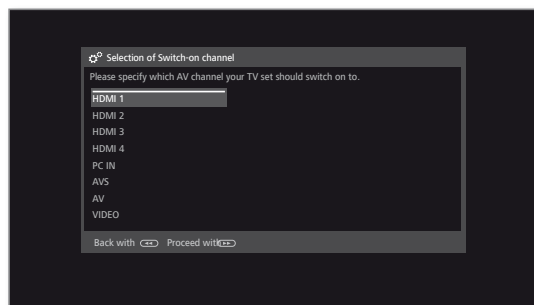 Selection of Switch-on channel
Please specify which AV channel your TV set should switch on to.
HDMI 1
HDMI 2
HDMI 3
HDMI 4
PC IN
AVS
AV
VIDEO
Back with Proceed with